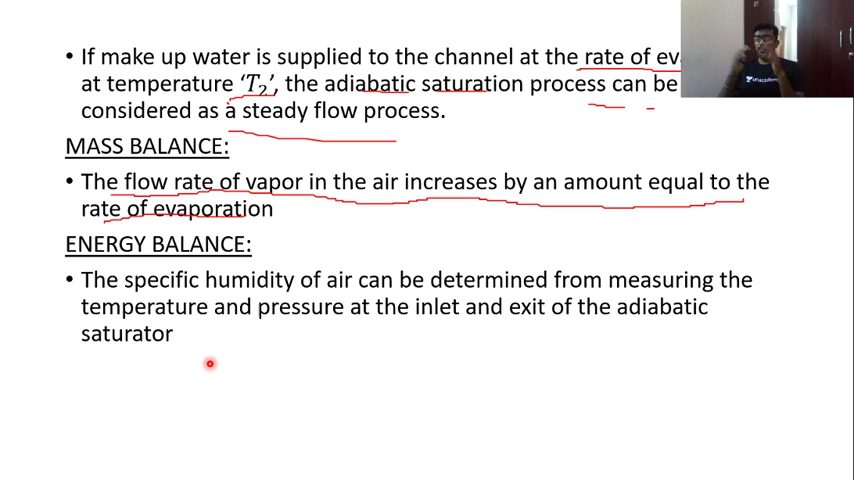 • If make up water is supplied to the channel at the rate of
at temperature ‘T₂’, the adiabatic saturation process can be
considered as a steady flow process.
MASS BALANCE:
• The flow rate of vapor in the air increases by an amount equal to the
rate of evaporation
ENERGY BALANCE:
• The specific humidity of air can be determined from measuring the
temperature and pressure at the inlet and exit of the adiabatic
saturator
unacademy